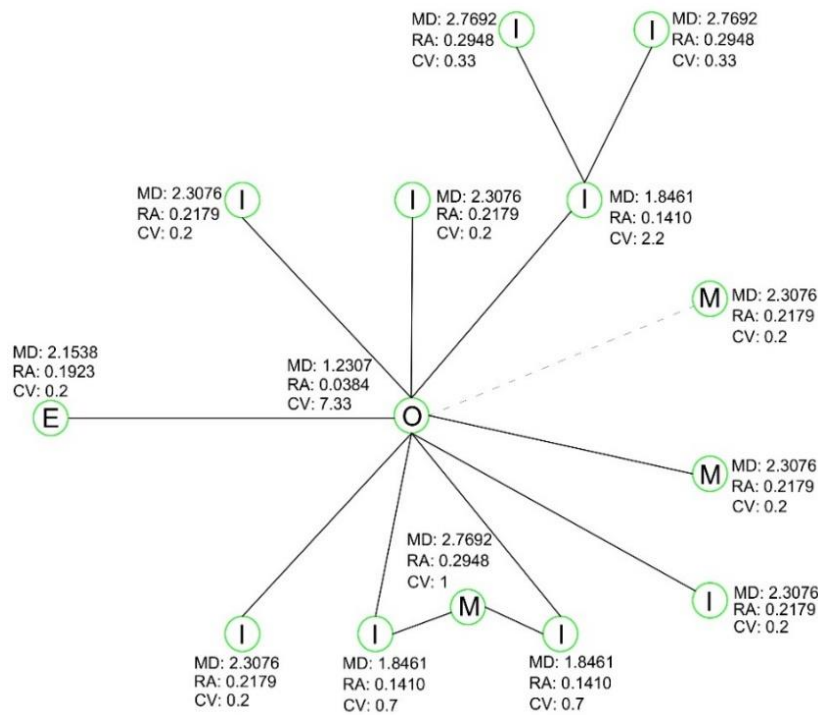 MD: 2.7692
RA: 0.2948
CV: 0.33
I
I
MD: 2.7692
RA: 0.2948
CV: 0.33
MD: 2.3076
RA: 0.2179
CV: 0.2
I
I
MD: 2.3076
RA: 0.2179
CV: 0.2
I
MD: 1.8461
RA: 0.1410
CV: 2.2
M
MD: 2.3076
RA: 0.2179
CV: 0.2
MD: 2.1538
RA: 0.1923
CV: 0.2
E
MD: 1.2307
RA: 0.0384
CV: 7.33
O
M
MD: 2.3076
RA: 0.2179
CV: 0.2
MD: 2.7692
RA: 0.2948
CV: 1
M
I
MD: 2.3076
RA: 0.2179
CV: 0.2
I
MD: 2.3076
RA: 0.2179
CV: 0.2
I
MD: 1.8461
RA: 0.1410
CV: 0.7
I
MD: 1.8461
RA: 0.1410
CV: 0.7